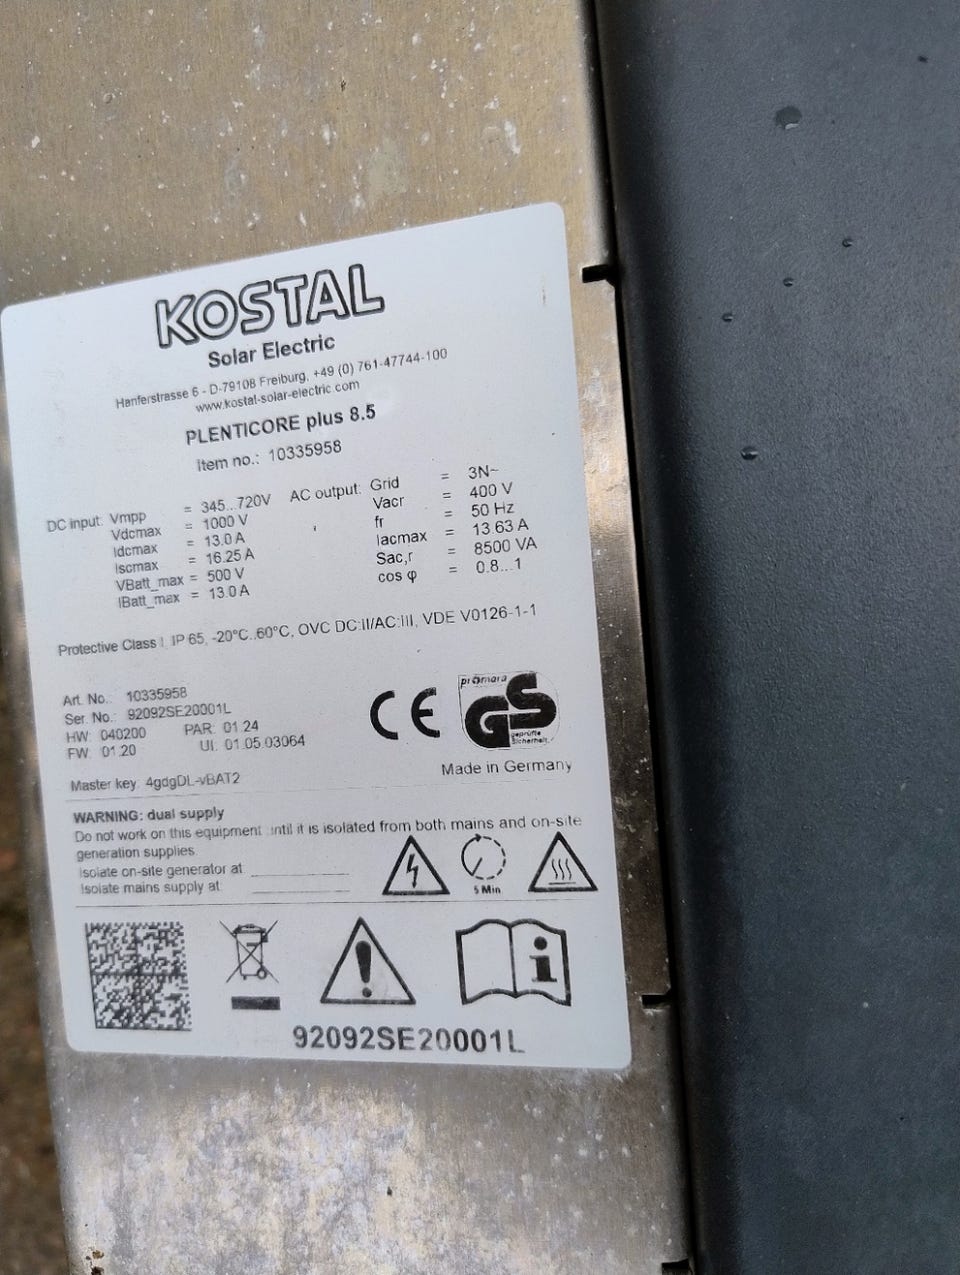 KOSTAL
Solar Electric
Hanferstrasse 6 - D-79108 Freiburg, +49 (0) 761-47744-100
www.kostal-solar-electric.com
PLENTICORE plus 8.5
Item no.: 10335958
DC input: Vmpp = 345...720V
Vdcmax = 1000 V
Idcmax = 13.0 A
Iscmax = 16.25 A
VBatt_max = 500 V
IBatt_max = 13.0 A
AC output: Grid = 3N~
Vacr = 400 V
fr = 50 Hz
Iacmax = 13.63 A
Sac,r = 8500 VA
cos φ = 0.8...1
Protective Class I, IP 65, -20°C..60°C, OVC DC:II/AC:III, VDE V0126-1-1
Art. No.: 10335958
Ser. No.: 92092SE20001L
HW: 040200 PAR: 01.24
FW: 01.20 UI: 01.05.03064
Master key: 4gdgDL-vBAT2
CE
GS
geprüfte
Sicherheit
Made in Germany
WARNING: dual supply
Do not work on this equipment until it is isolated from both mains and on-site
generation supplies.
Isolate on-site generator at
Isolate mains supply at
5 Min
92092SE20001L